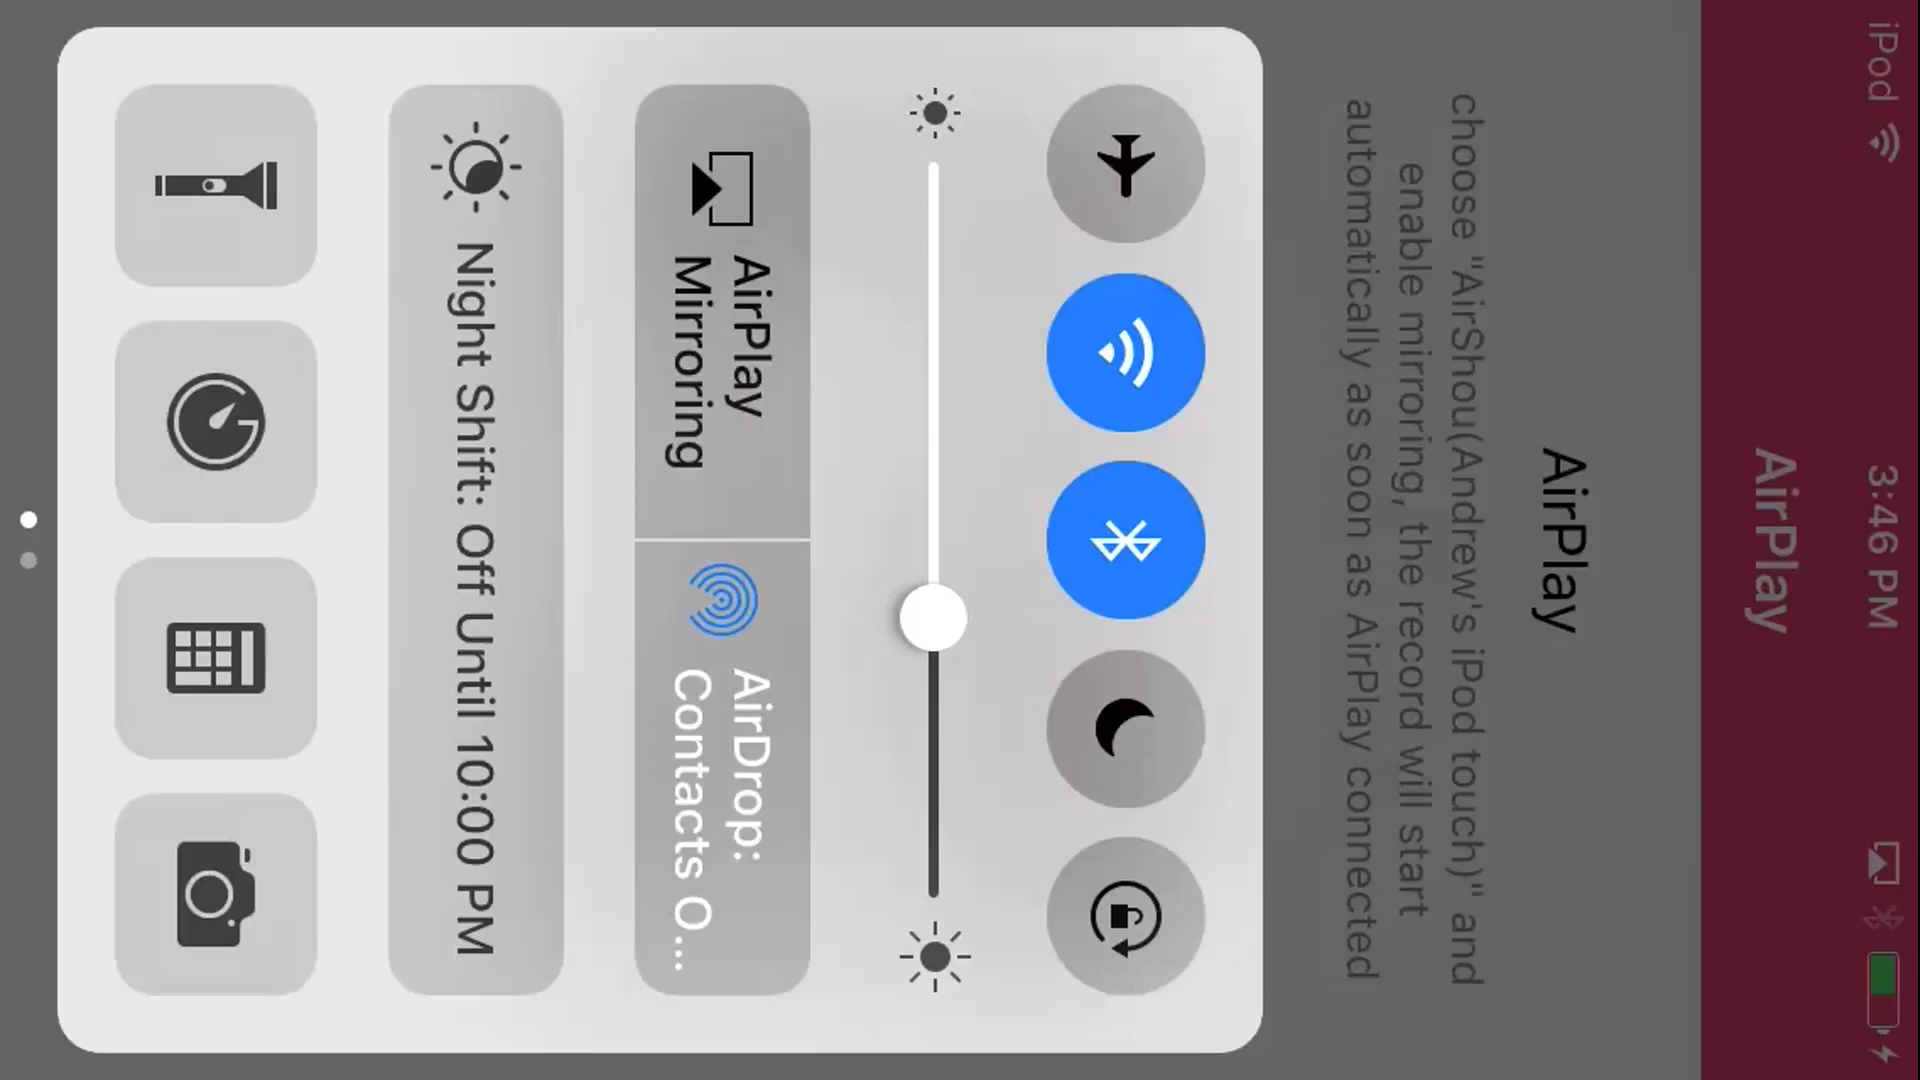 iPod
3:46 PM
AirPlay
AirPlay
choose "AirShou(Andrew's iPod touch)" and
enable mirroring, the record will start
automatically as soon as AirPlay connected
AirPlay
Mirroring
AirDrop:
Contacts O...
Night Shift: Off Until 10:00 PM